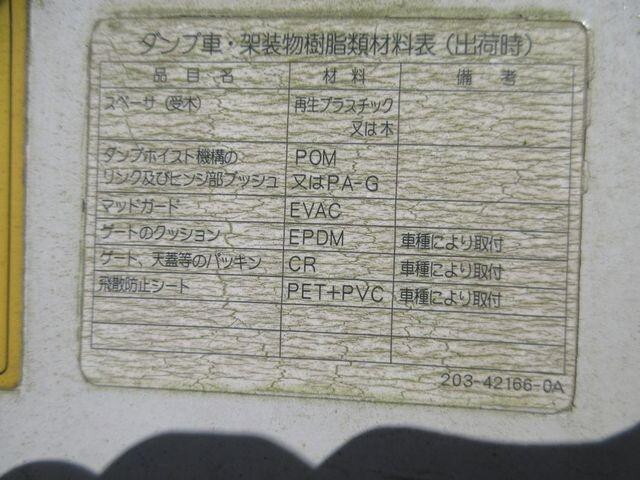 ダンプ車・架装物樹脂類材料表（出荷時）
品目名 材料 備考
スペーサ（受木） 再生プラスチック
又は木
ダンプホイスト機構の POM
リンク及びヒンジ部ブッシュ 又はPA-G
マッドガード EVAC
ゲートのクッション EPDM 車種により取付
ゲート、天蓋等のパッキン CR 車種により取付
飛散防止シート PET+PVC 車種により取付
203-42166-0A